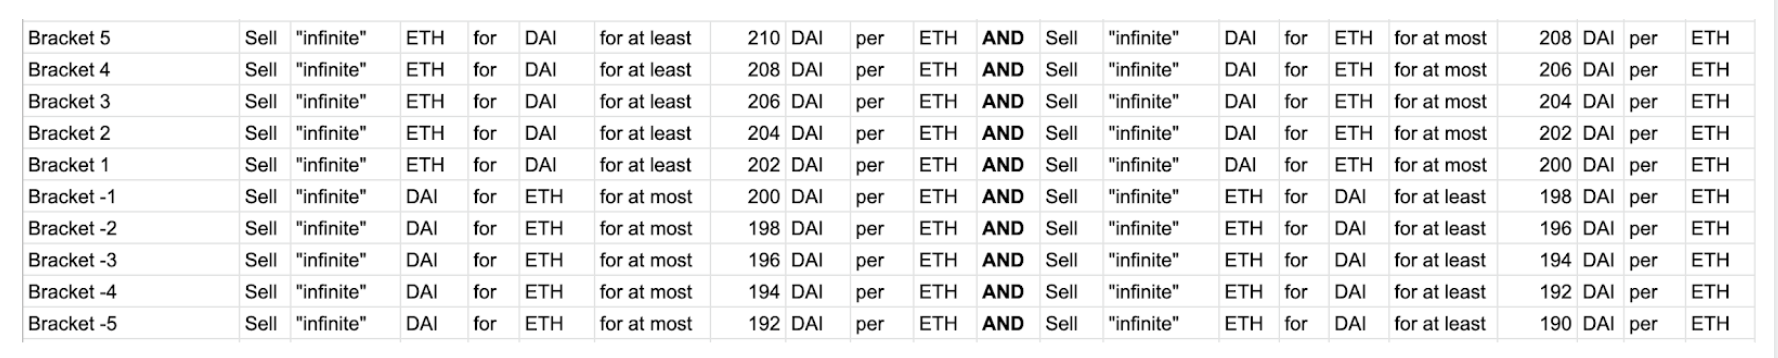 Bracket 5 Sell "infinite" ETH for DAI for at least 210 DAI per ETH AND Sell "infinite" DAI for ETH for at most 208 DAI per ETH
Bracket 4 Sell "infinite" ETH for DAI for at least 208 DAI per ETH AND Sell "infinite" DAI for ETH for at most 206 DAI per ETH
Bracket 3 Sell "infinite" ETH for DAI for at least 206 DAI per ETH AND Sell "infinite" DAI for ETH for at most 204 DAI per ETH
Bracket 2 Sell "infinite" ETH for DAI for at least 204 DAI per ETH AND Sell "infinite" DAI for ETH for at most 202 DAI per ETH
Bracket 1 Sell "infinite" ETH for DAI for at least 202 DAI per ETH AND Sell "infinite" DAI for ETH for at most 200 DAI per ETH
Bracket -1 Sell "infinite" DAI for ETH for at most 200 DAI per ETH AND Sell "infinite" ETH for DAI for at least 198 DAI per ETH
Bracket -2 Sell "infinite" DAI for ETH for at most 198 DAI per ETH AND Sell "infinite" ETH for DAI for at least 196 DAI per ETH
Bracket -3 Sell "infinite" DAI for ETH for at most 196 DAI per ETH AND Sell "infinite" ETH for DAI for at least 194 DAI per ETH
Bracket -4 Sell "infinite" DAI for ETH for at most 194 DAI per ETH AND Sell "infinite" ETH for DAI for at least 192 DAI per ETH
Bracket -5 Sell "infinite" DAI for ETH for at most 192 DAI per ETH AND Sell "infinite" ETH for DAI for at least 190 DAI per ETH